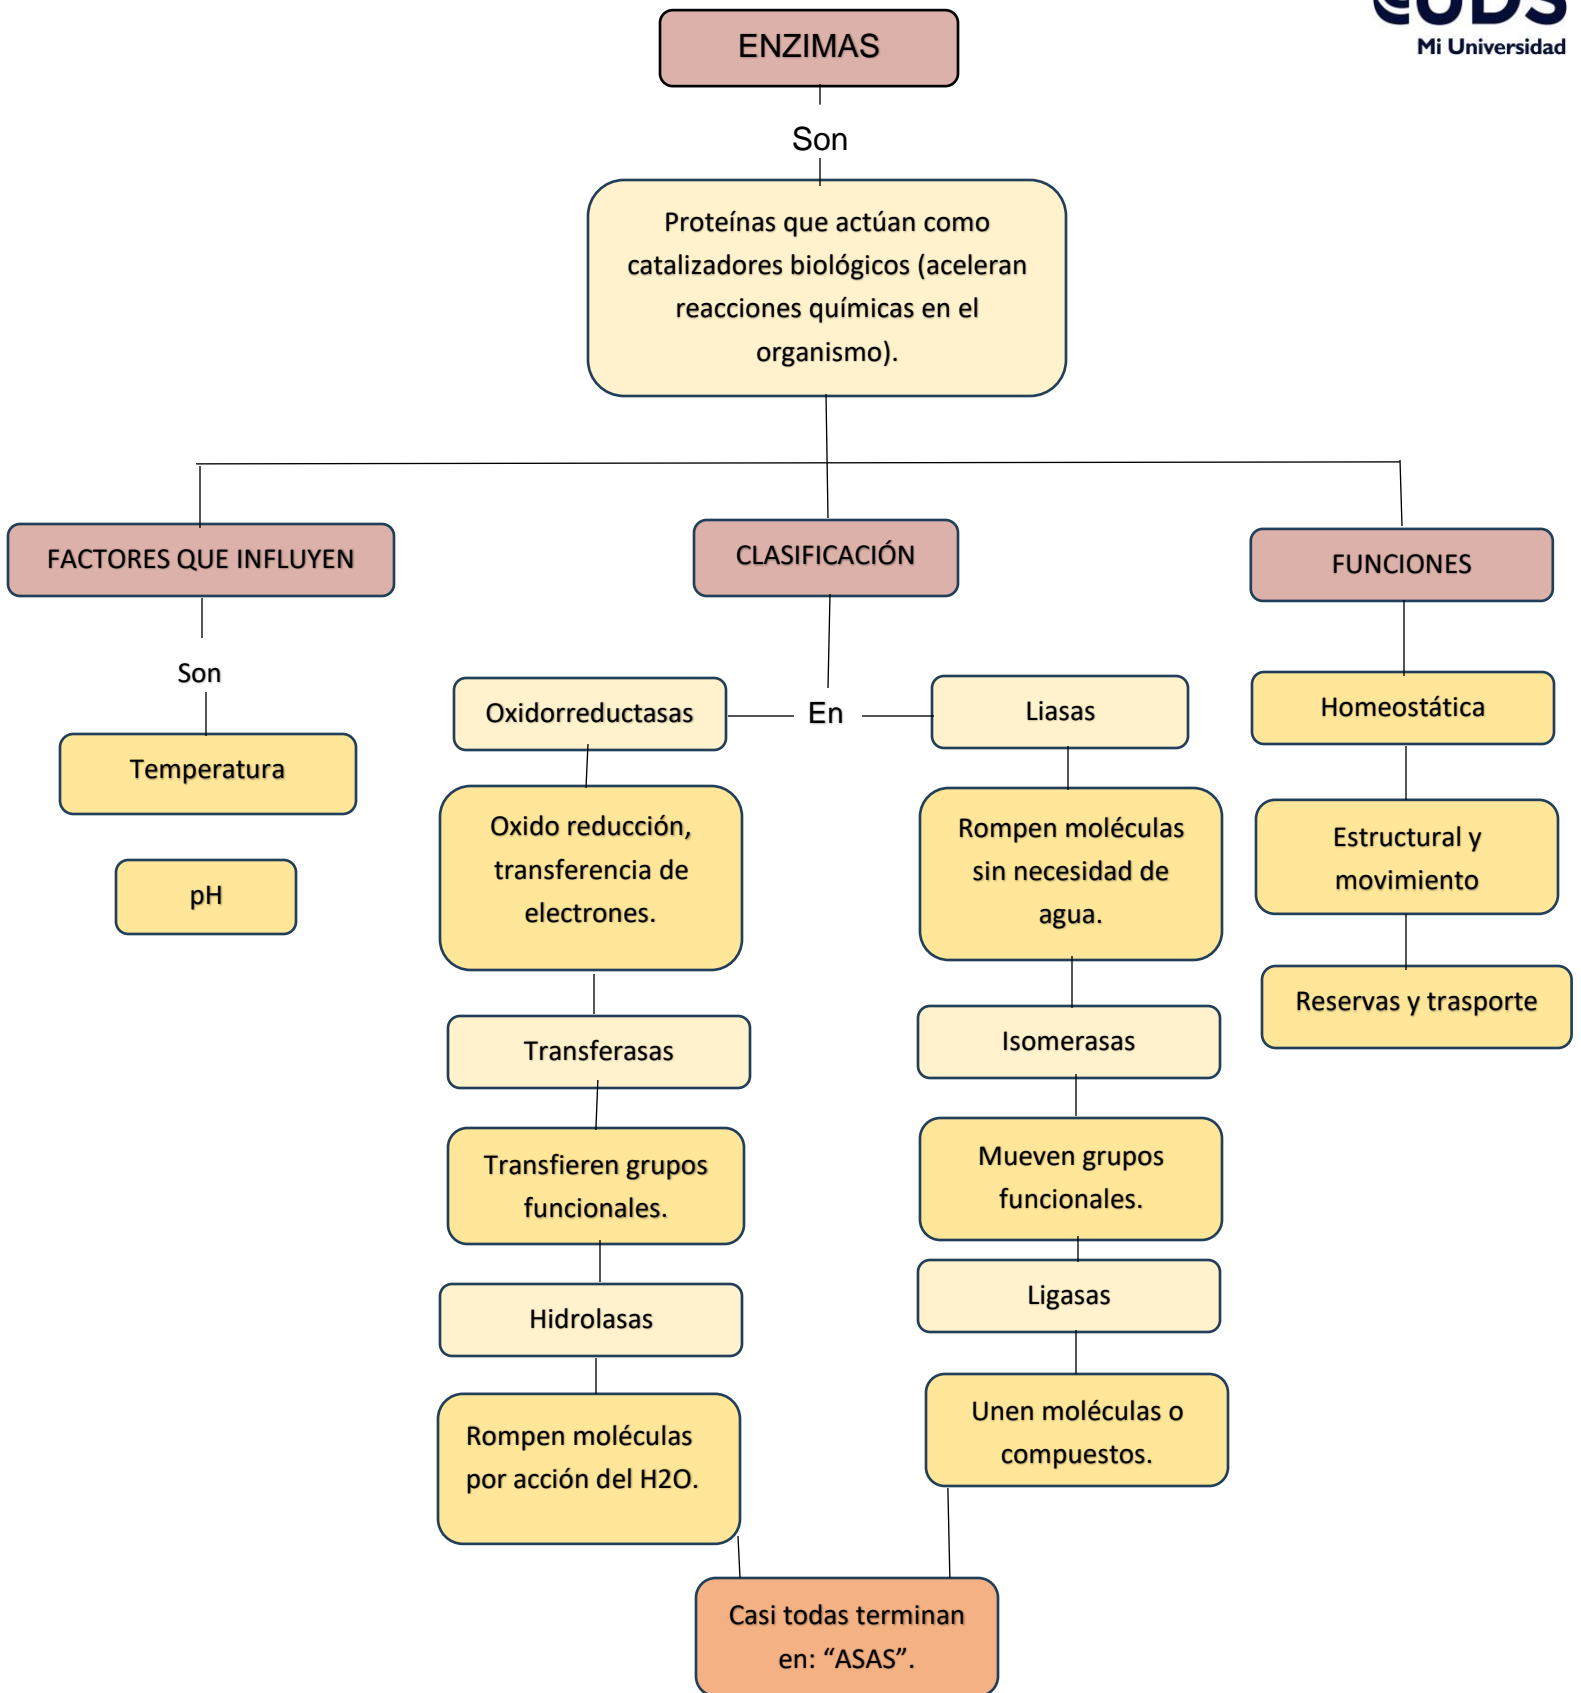 UDS
Mi Universidad
ENZIMAS
Son
Proteínas que actúan como
catalizadores biológicos (aceleran
reacciones químicas en el
organismo).
FACTORES QUE INFLUYEN
Son
Temperatura
pH
CLASIFICACIÓN
En
Oxidorreductasas
Oxido reducción,
transferencia de
electrones.
Transferasas
Transfieren grupos
funcionales.
Hidrolasas
Rompen moléculas
por acción del H2O.
Liasas
Rompen moléculas
sin necesidad de
agua.
Isomerasas
Mueven grupos
funcionales.
Ligasas
Unen moléculas o
compuestos.
Casi todas terminan
en: “ASAS”.
FUNCIONES
Homeostática
Estructural y
movimiento
Reservas y trasporte